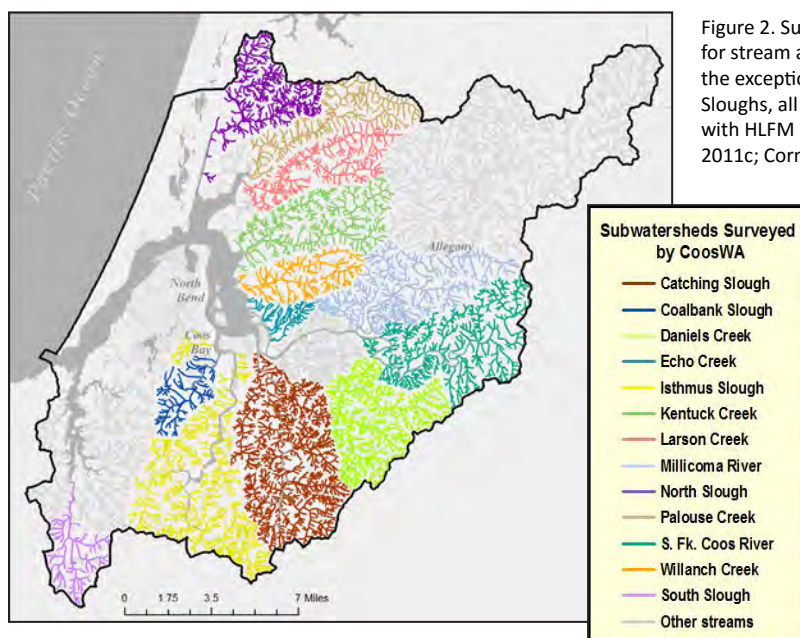 Figure 2. Su
for stream a
the exceptio
Sloughs, all
with HLFM
2011c; Corn
Pacific Ocean
Allegany
North
Bend
Coos
Bay
0 1.75 3.5 7 Miles
Subwatersheds Surveyed
by CoosWA
Catching Slough
Coalbank Slough
Daniels Creek
Echo Creek
Isthmus Slough
Kentuck Creek
Larson Creek
Millicoma River
North Slough
Palouse Creek
S. Fk. Coos River
Willanch Creek
South Slough
Other streams